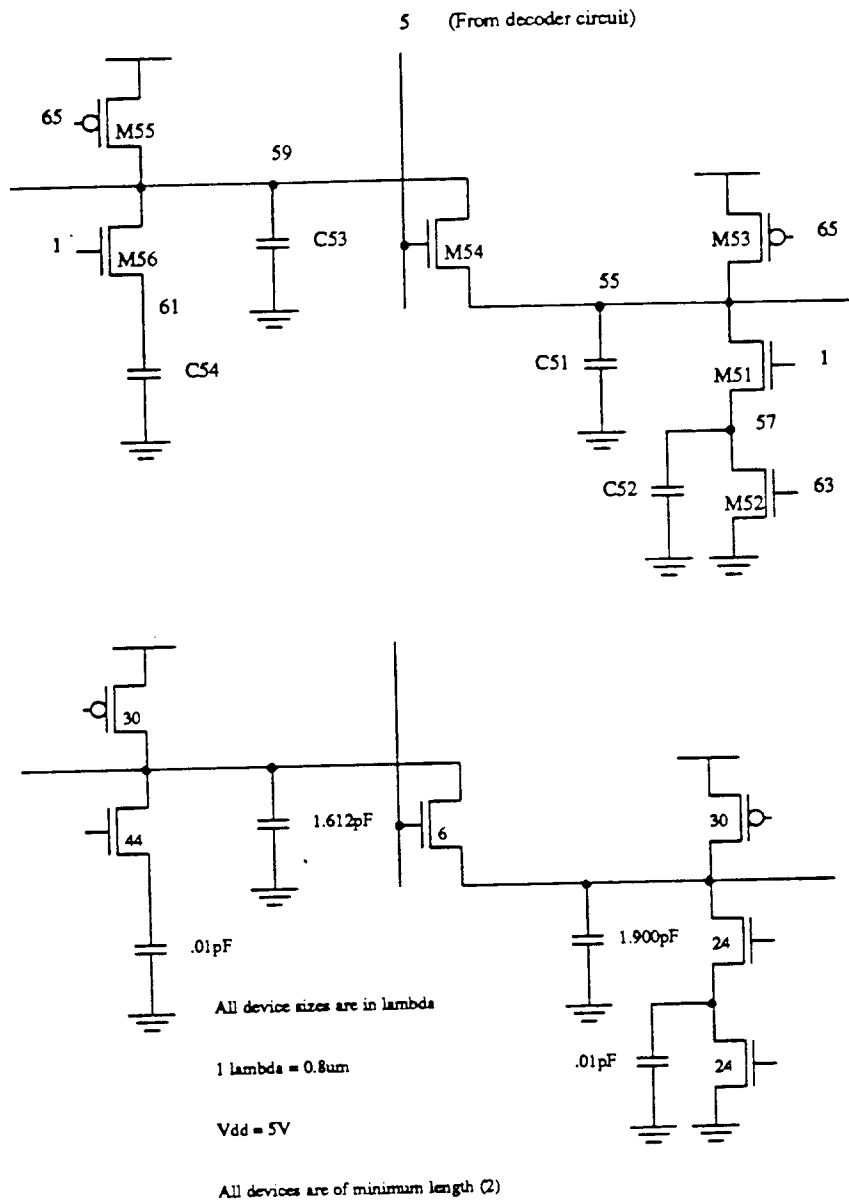 5 (From decoder circuit)
65
M55
59
M53
65
1
M56
C53
M54
55
61
C54
C51
M51
1
57
C52
M52
63
30
1.612pF
6
30
44
.01pF
1.900pF
24
All device sizes are in lambda
1 lambda = 0.8um
.01pF
24
Vdd = 5V
All devices are of minimum length (2)